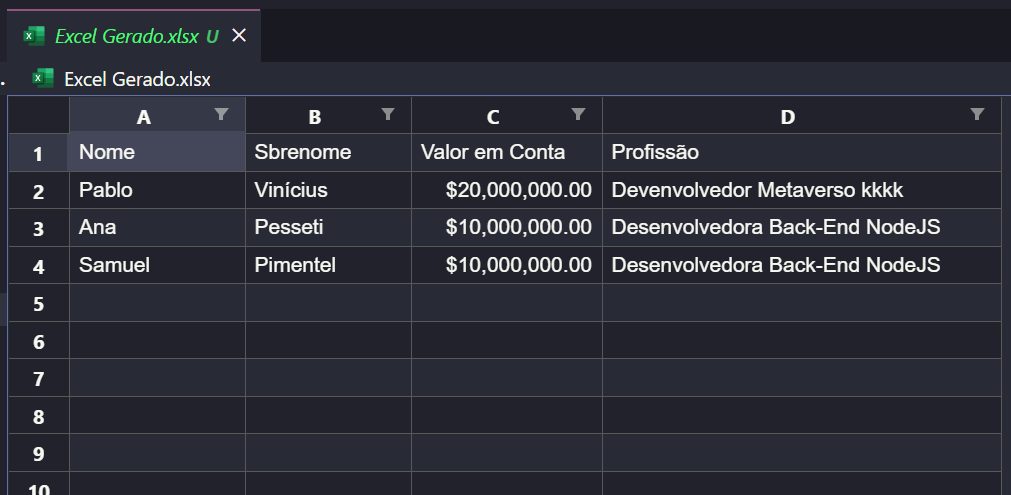 Excel Gerado.xlsx U
Excel Gerado.xlsx
A B C D
1 Nome Sbrenome Valor em Conta Profissão
2 Pablo Vinícius $20,000,000.00 Devenvolvedor Metaverso kkkk
3 Ana Pesseti $10,000,000.00 Desenvolvedora Back-End NodeJS
4 Samuel Pimentel $10,000,000.00 Desenvolvedora Back-End NodeJS
5
6
7
8
9
10